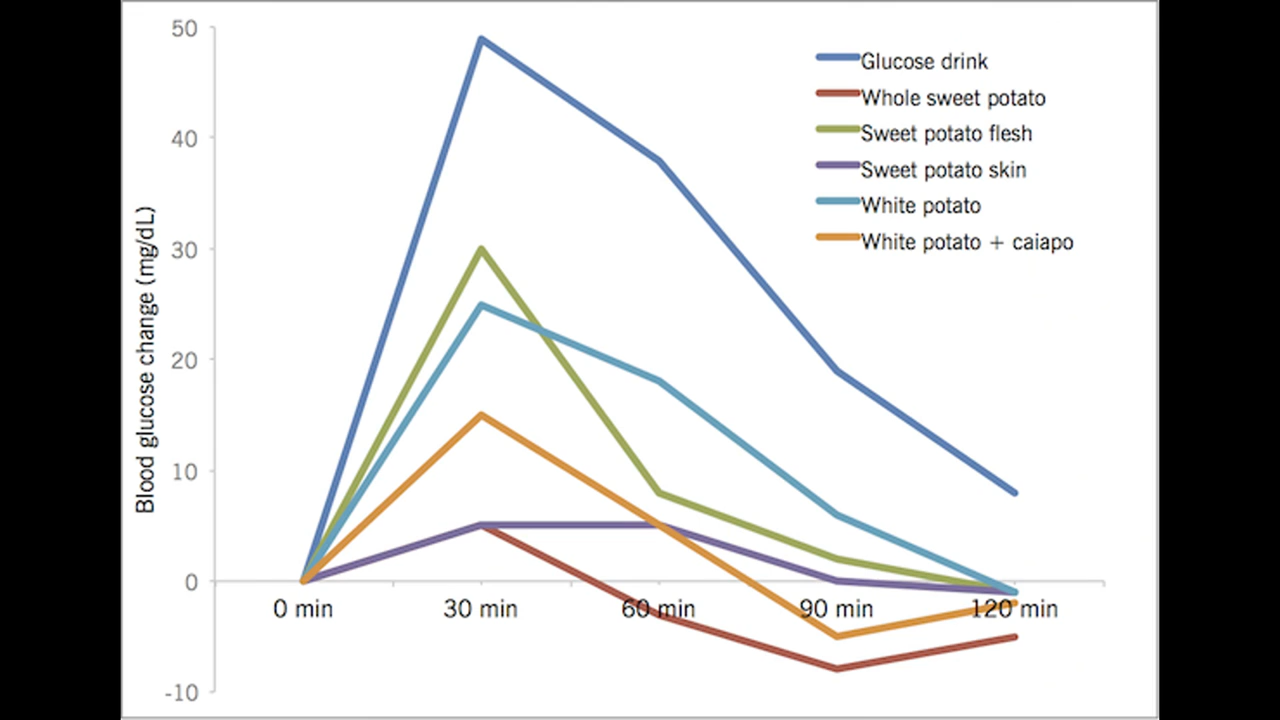 50
40
30
20
10
0
-10
Blood glucose change (mg/dL)
Glucose drink
Whole sweet potato
Sweet potato flesh
Sweet potato skin
White potato
White potato + caiapo
0 min
30 min
60 min
90 min
120 min